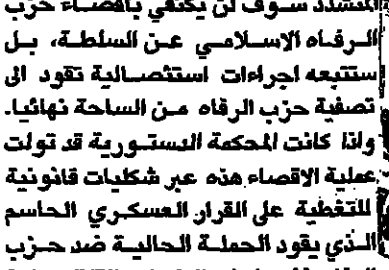 المتشدد سوف لن يكتفي بإقصاء حزب
الرفاه الاسلامي عن السلطة، بل
ستتبعه اجراءات استئصالية تقود الى
تصفية حزب الرفاه من الساحة نهائيا.
واذا كانت المحكمة الدستورية قد تولت
عملية الاقصاء هذه عبر شكليات قانونية
للتغطية على القرار العسكري الحاسم
الذي يقود الحملة الحالية ضد حزب